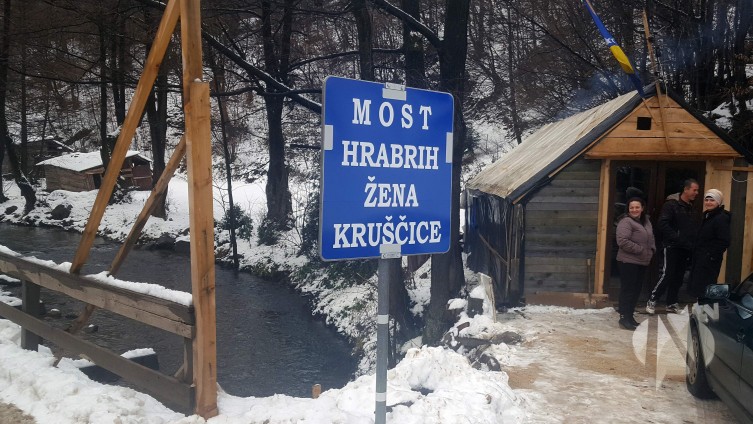 MOST
HRABRIH
ŽENA
KRUŠČICE